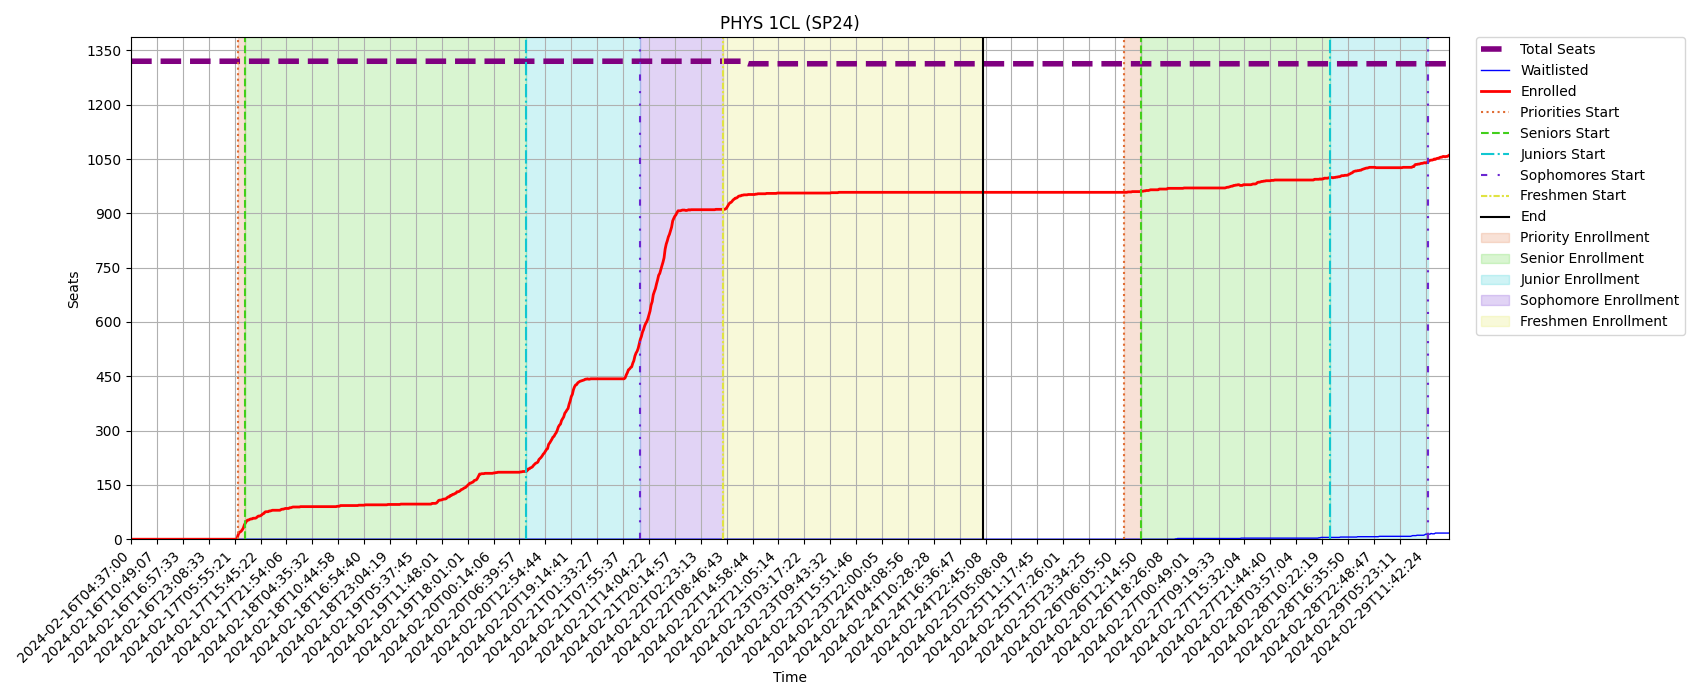 PHYS 1CL (SP24)
1350
1200
1050
900
750
600
450
300
150
0
Seats
2024-02-16T04:37:00
2024-02-16T10:49:07
2024-02-16T16:57:33
2024-02-16T23:08:33
2024-02-17T05:55:21
2024-02-17T15:45:22
2024-02-17T21:54:06
2024-02-18T04:35:32
2024-02-18T10:44:58
2024-02-18T16:54:40
2024-02-18T23:04:19
2024-02-19T05:37:45
2024-02-19T11:48:01
2024-02-19T18:01:01
2024-02-20T00:14:06
2024-02-20T06:39:57
2024-02-20T12:54:44
2024-02-20T19:14:41
2024-02-21T01:33:27
2024-02-21T07:55:37
2024-02-21T14:04:22
2024-02-21T20:14:57
2024-02-22T02:23:13
2024-02-22T08:46:43
2024-02-22T14:58:44
2024-02-22T21:05:14
2024-02-23T03:17:22
2024-02-23T09:43:32
2024-02-23T15:51:46
2024-02-23T22:00:05
2024-02-24T04:08:56
2024-02-24T10:28:28
2024-02-24T16:36:47
2024-02-24T22:45:08
2024-02-25T05:08:08
2024-02-25T11:17:45
2024-02-25T17:26:01
2024-02-25T23:34:25
2024-02-26T06:05:50
2024-02-26T12:14:50
2024-02-26T18:26:08
2024-02-27T00:49:01
2024-02-27T09:19:33
2024-02-27T15:32:04
2024-02-27T21:44:40
2024-02-28T03:57:04
2024-02-28T10:22:19
2024-02-28T16:35:50
2024-02-28T22:48:47
2024-02-29T05:23:11
2024-02-29T11:42:24
Time
Total Seats
Waitlisted
Enrolled
Priorities Start
Seniors Start
Juniors Start
Sophomores Start
Freshmen Start
End
Priority Enrollment
Senior Enrollment
Junior Enrollment
Sophomore Enrollment
Freshmen Enrollment